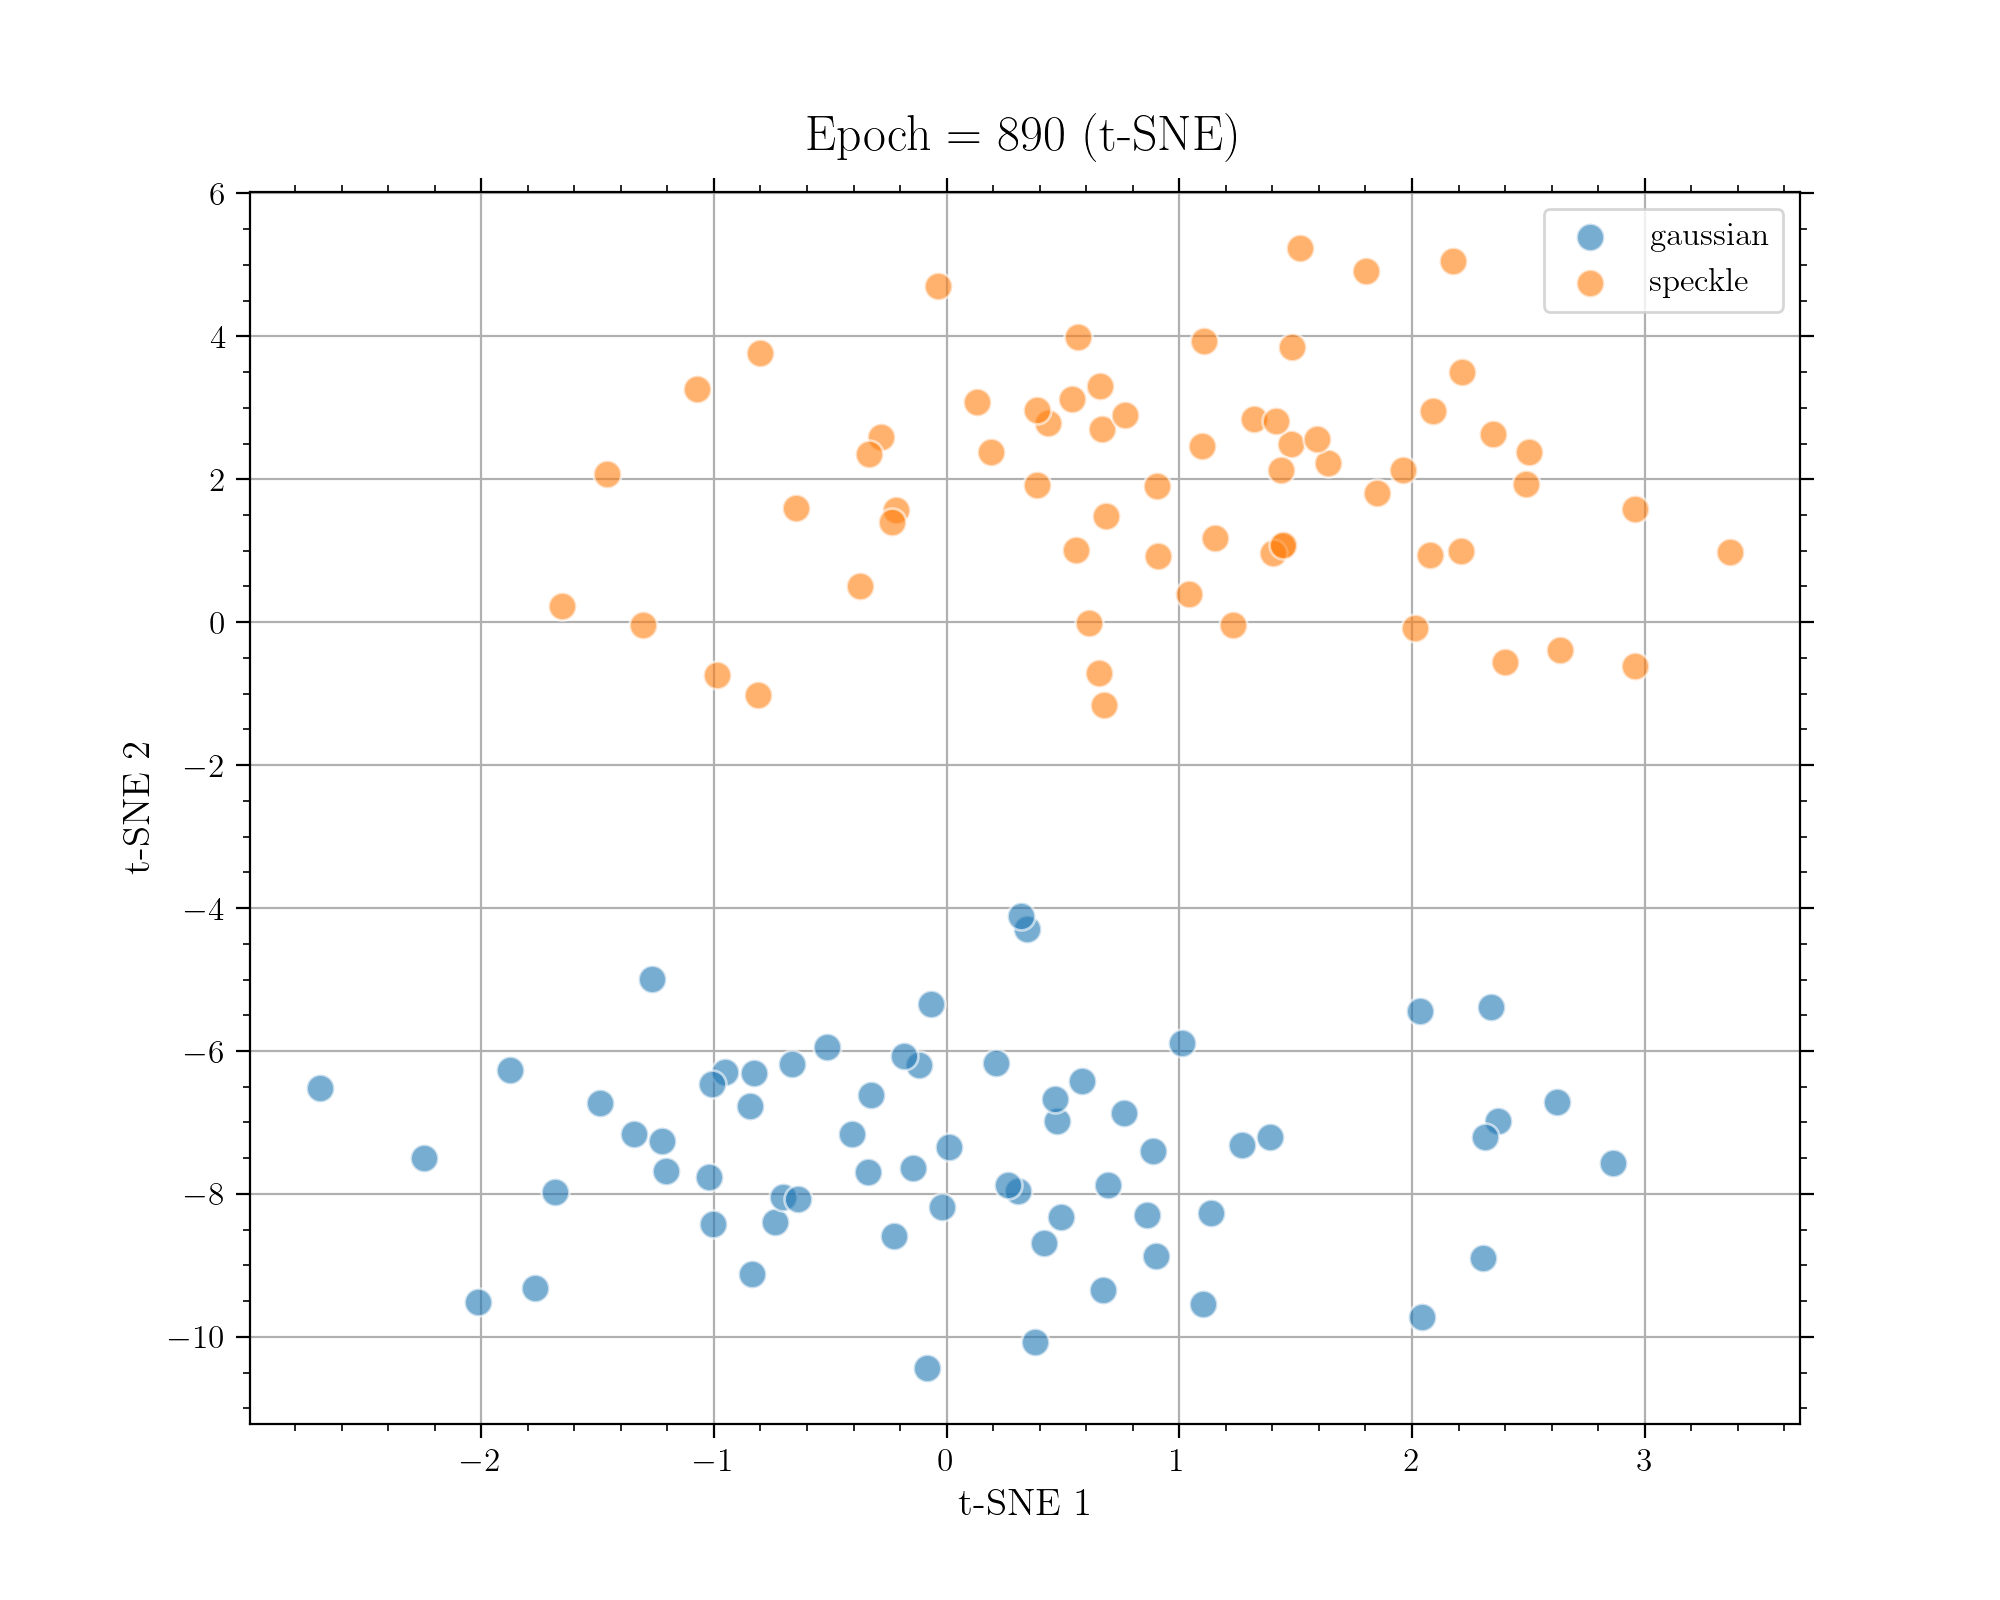 Epoch = 890 (t-SNE)
gaussian
speckle
6
4
2
0
−2
−4
−6
−8
−10
t-SNE 2
−2 −1 0 1 2 3
t-SNE 1